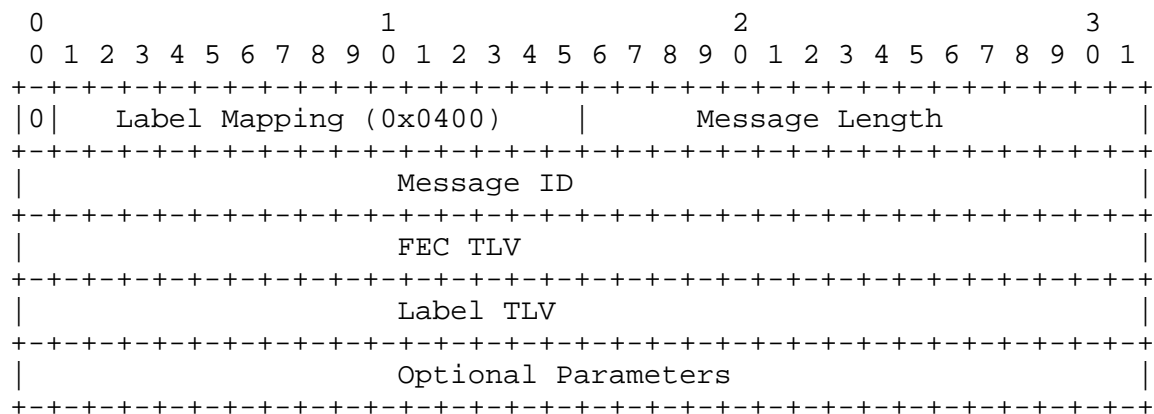 0                   1                   2                   3
 0 1 2 3 4 5 6 7 8 9 0 1 2 3 4 5 6 7 8 9 0 1 2 3 4 5 6 7 8 9 0 1
+-+-+-+-+-+-+-+-+-+-+-+-+-+-+-+-+-+-+-+-+-+-+-+-+-+-+-+-+-+-+-+-+
|0|   Label Mapping (0x0400)    |      Message Length           |
+-+-+-+-+-+-+-+-+-+-+-+-+-+-+-+-+-+-+-+-+-+-+-+-+-+-+-+-+-+-+-+-+
|                     Message ID                                |
+-+-+-+-+-+-+-+-+-+-+-+-+-+-+-+-+-+-+-+-+-+-+-+-+-+-+-+-+-+-+-+-+
|                     FEC TLV                                   |
+-+-+-+-+-+-+-+-+-+-+-+-+-+-+-+-+-+-+-+-+-+-+-+-+-+-+-+-+-+-+-+-+
|                     Label TLV                                 |
+-+-+-+-+-+-+-+-+-+-+-+-+-+-+-+-+-+-+-+-+-+-+-+-+-+-+-+-+-+-+-+-+
|                     Optional Parameters                       |
+-+-+-+-+-+-+-+-+-+-+-+-+-+-+-+-+-+-+-+-+-+-+-+-+-+-+-+-+-+-+-+-+